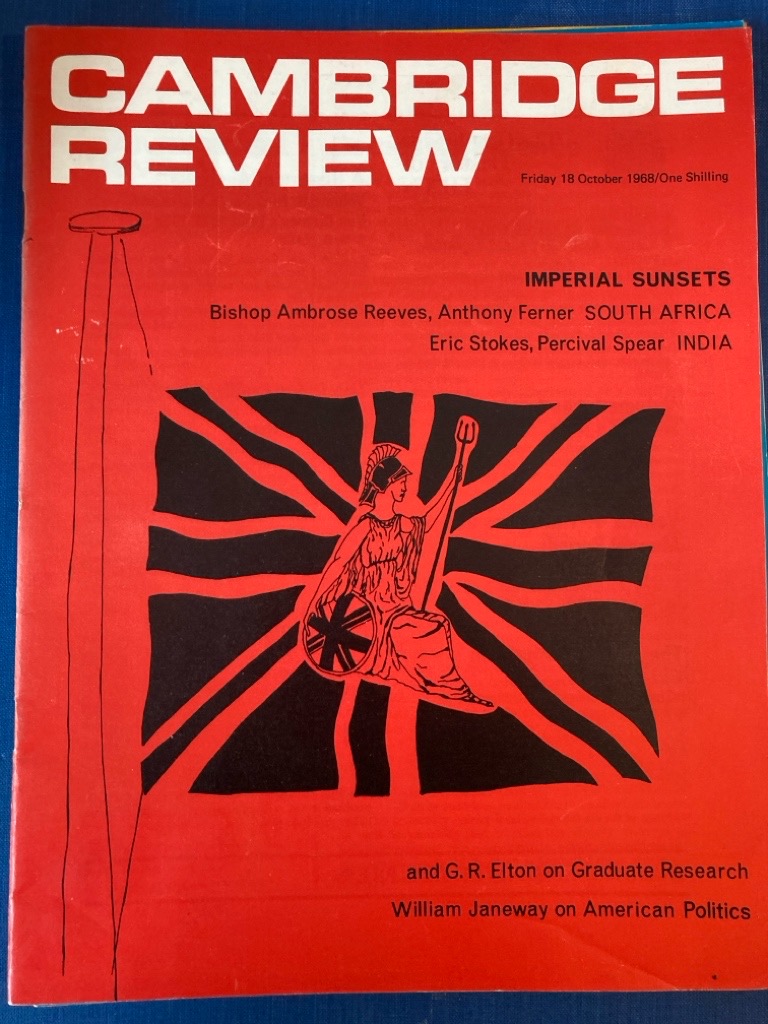 CAMBRIDGE
REVIEW
Friday 18 October 1968/One Shilling
IMPERIAL SUNSETS
Bishop Ambrose Reeves, Anthony Ferner SOUTH AFRICA
Eric Stokes, Percival Spear INDIA
and G. R. Elton on Graduate Research
William Janeway on American Politics